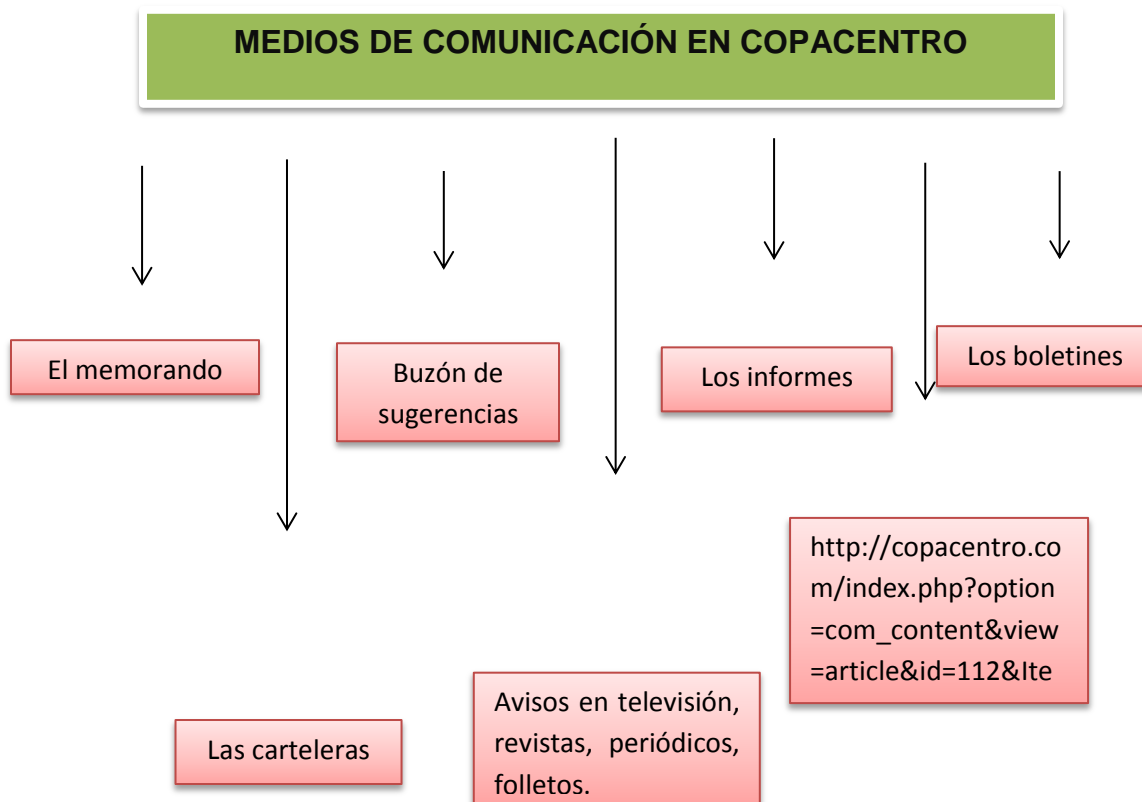 MEDIOS DE COMUNICACIÓN EN COPACENTRO
El memorando
Buzón de
sugerencias
Los informes
Los boletines
http://copacentro.co
m/index.php?option
=com_content&view
=article&id=112&Ite
Las carteleras
Avisos en televisión,
revistas, periódicos,
folletos.